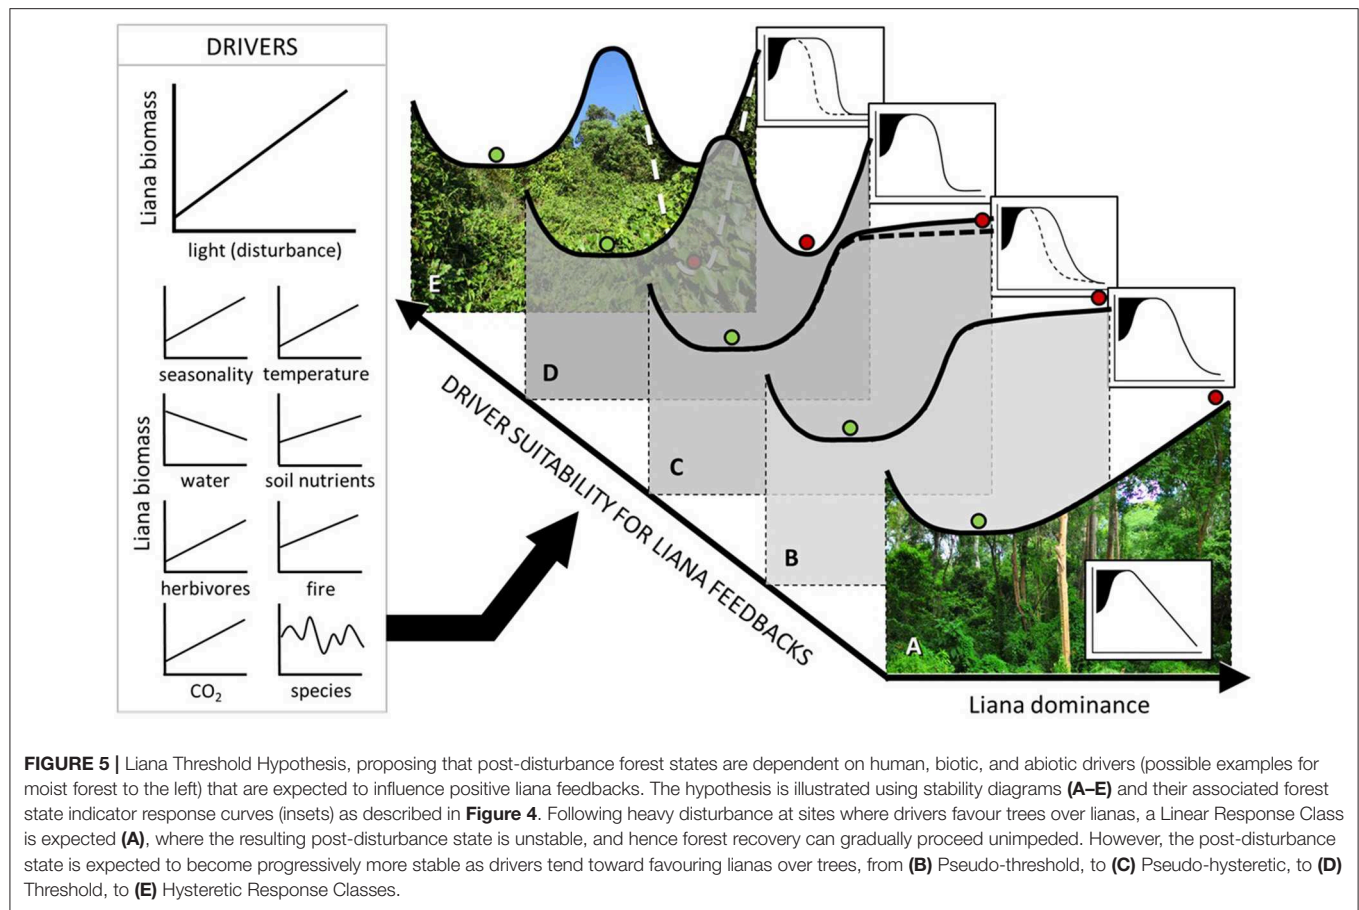 DRIVERS
Liana biomass
light (disturbance)
Liana biomass
seasonality temperature
water soil nutrients
herbivores fire
CO₂ species
E
D
C
B
A
DRIVER SUITABILITY FOR LIANA FEEDBACKS
Liana dominance
FIGURE 5 | Liana Threshold Hypothesis, proposing that post-disturbance forest states are dependent on human, biotic, and abiotic drivers (possible examples for
moist forest to the left) that are expected to influence positive liana feedbacks. The hypothesis is illustrated using stability diagrams (A–E) and their associated forest
state indicator response curves (insets) as described in Figure 4. Following heavy disturbance at sites where drivers favour trees over lianas, a Linear Response Class
is expected (A), where the resulting post-disturbance state is unstable, and hence forest recovery can gradually proceed unimpeded. However, the post-disturbance
state is expected to become progressively more stable as drivers tend toward favouring lianas over trees, from (B) Pseudo-threshold, to (C) Pseudo-hysteretic, to (D)
Threshold, to (E) Hysteretic Response Classes.